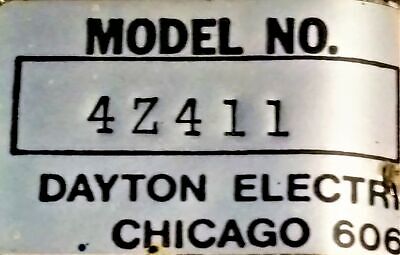 MODEL NO.
4Z411
DAYTON ELECTRI
CHICAGO 606